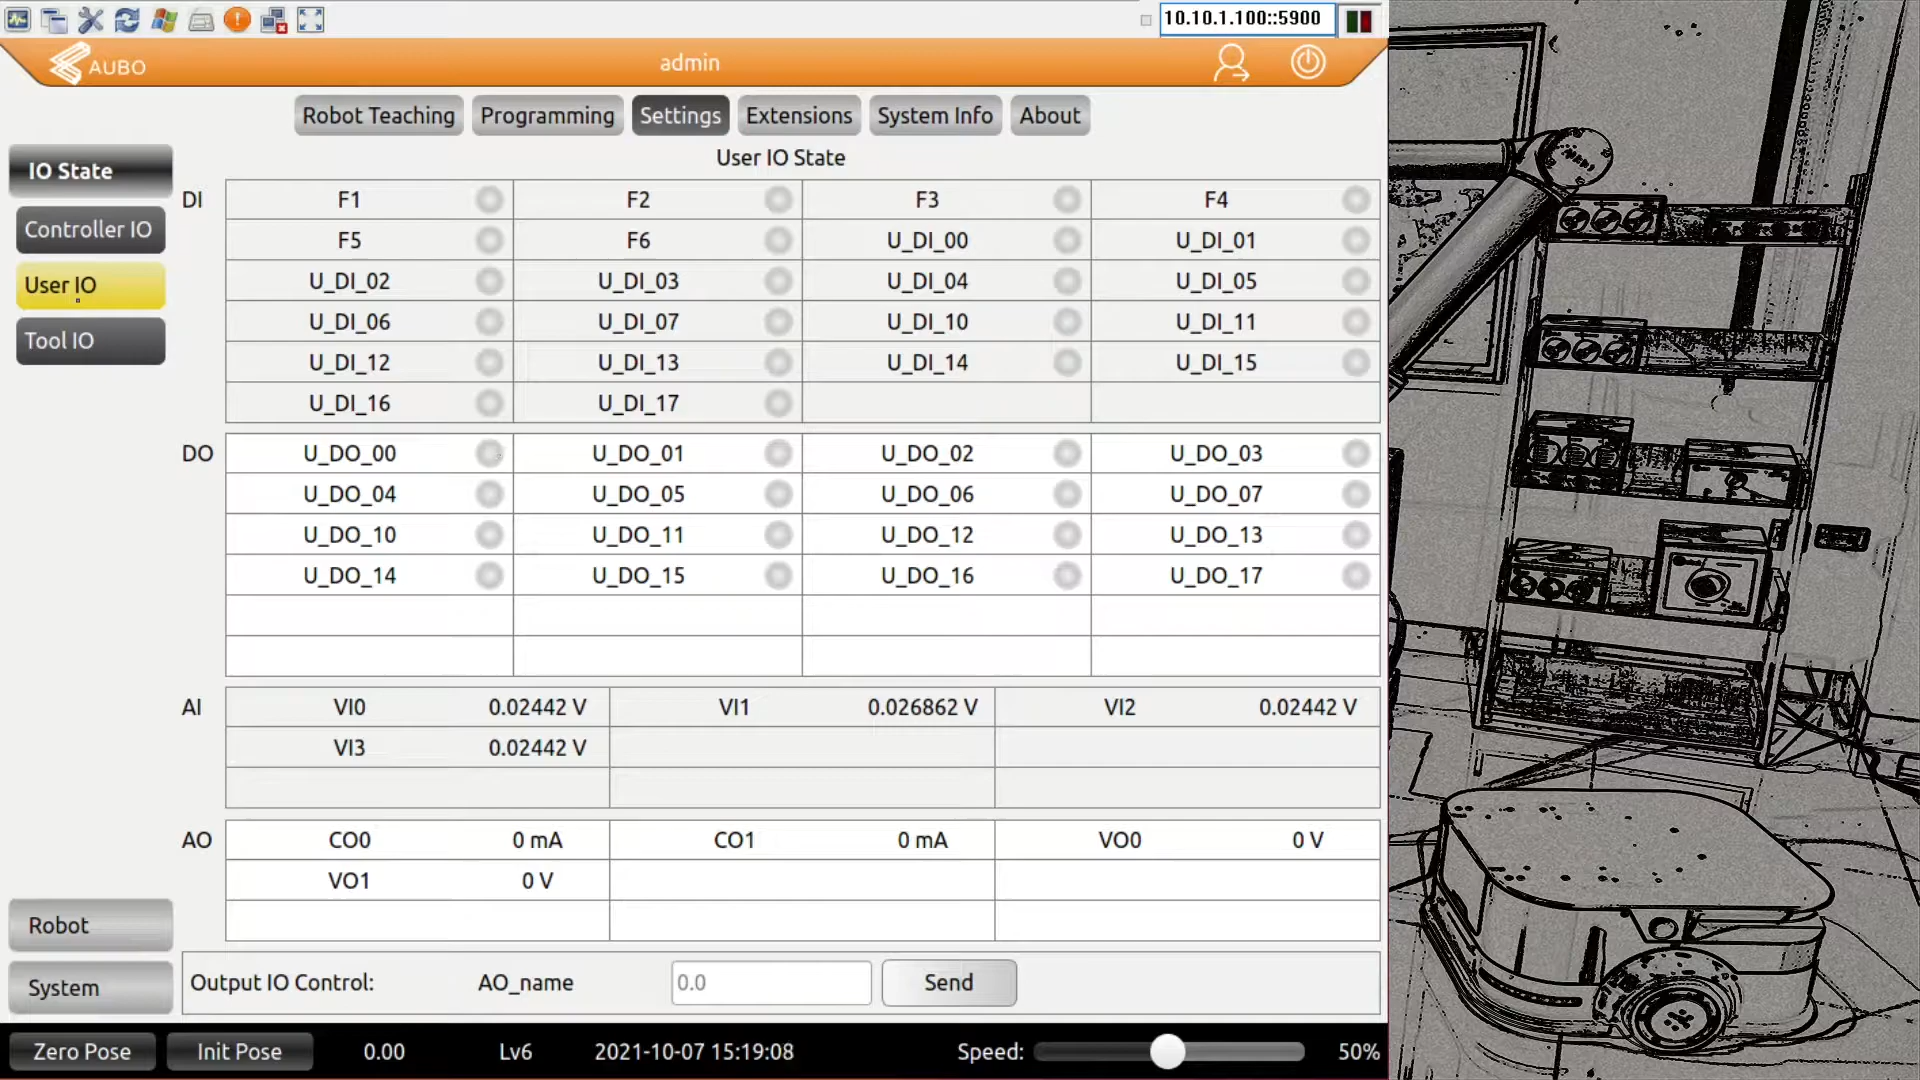 10.10.1.100::5900
AUBO
admin
Robot Teaching Programming Settings Extensions System Info About
User IO State
IO State
Controller IO
User IO
Tool IO
DI
F1 F2 F3 F4
F5 F6 U_DI_00 U_DI_01
U_DI_02 U_DI_03 U_DI_04 U_DI_05
U_DI_06 U_DI_07 U_DI_10 U_DI_11
U_DI_12 U_DI_13 U_DI_14 U_DI_15
U_DI_16 U_DI_17
DO
U_DO_00 U_DO_01 U_DO_02 U_DO_03
U_DO_04 U_DO_05 U_DO_06 U_DO_07
U_DO_10 U_DO_11 U_DO_12 U_DO_13
U_DO_14 U_DO_15 U_DO_16 U_DO_17
AI
VI0 0.02442 V VI1 0.026862 V VI2 0.02442 V
VI3 0.02442 V
AO
CO0 0 mA CO1 0 mA VO0 0 V
VO1 0 V
Robot
System
Output IO Control: AO_name 0.0 Send
Zero Pose Init Pose 0.00 Lv6 2021-10-07 15:19:08 Speed: 50%